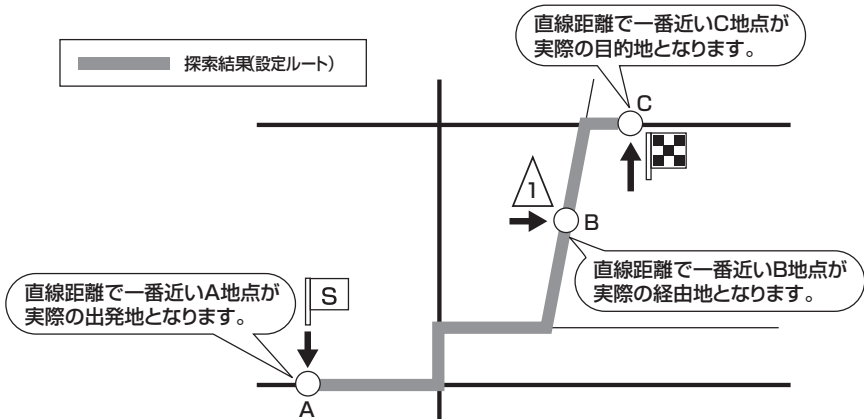 直線距離で一番近いC地点が
実際の目的地となります。
探索結果(設定ルート)
C
1
B
直線距離で一番近いB地点が
実際の経由地となります。
直線距離で一番近いA地点が
実際の出発地となります。
S
A